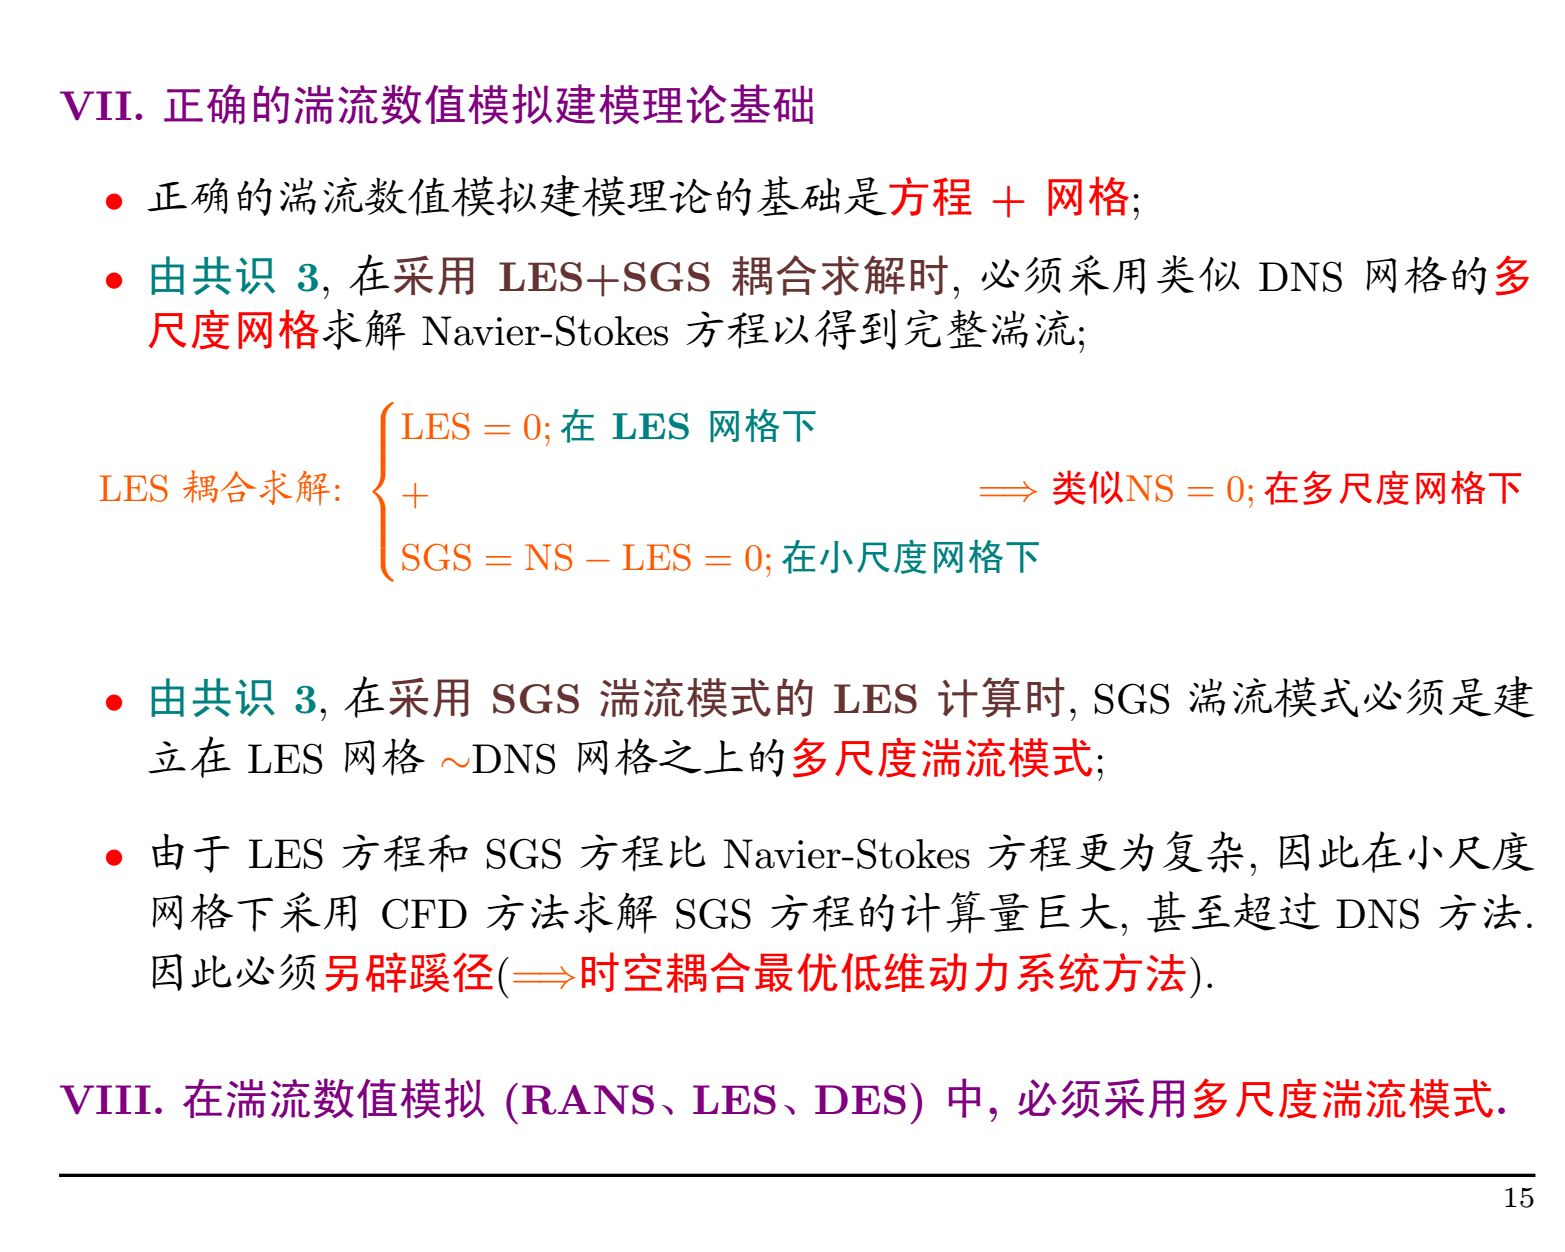 VII. 正确的湍流数值模拟建模理论基础
• 正确的湍流数值模拟建模理论的基础是方程 + 网格;
• 由共识 3, 在采用 LES+SGS 耦合求解时, 必须采用类似 DNS 网格的多
尺度网格求解 Navier-Stokes 方程以得到完整湍流;
LES = 0; 在 LES 网格下
LES 耦合求解: { + ⟹ 类似NS = 0; 在多尺度网格下
SGS = NS − LES = 0; 在小尺度网格下
• 由共识 3, 在采用 SGS 湍流模式的 LES 计算时, SGS 湍流模式必须是建
立在 LES 网格 ∼DNS 网格之上的多尺度湍流模式;
• 由于 LES 方程和 SGS 方程比 Navier-Stokes 方程更为复杂, 因此在小尺度
网格下采用 CFD 方法求解 SGS 方程的计算量巨大, 甚至超过 DNS 方法.
因此必须另辟蹊径(⟹时空耦合最优低维动力系统方法).
VIII. 在湍流数值模拟 (RANS、LES、DES) 中, 必须采用多尺度湍流模式.
15